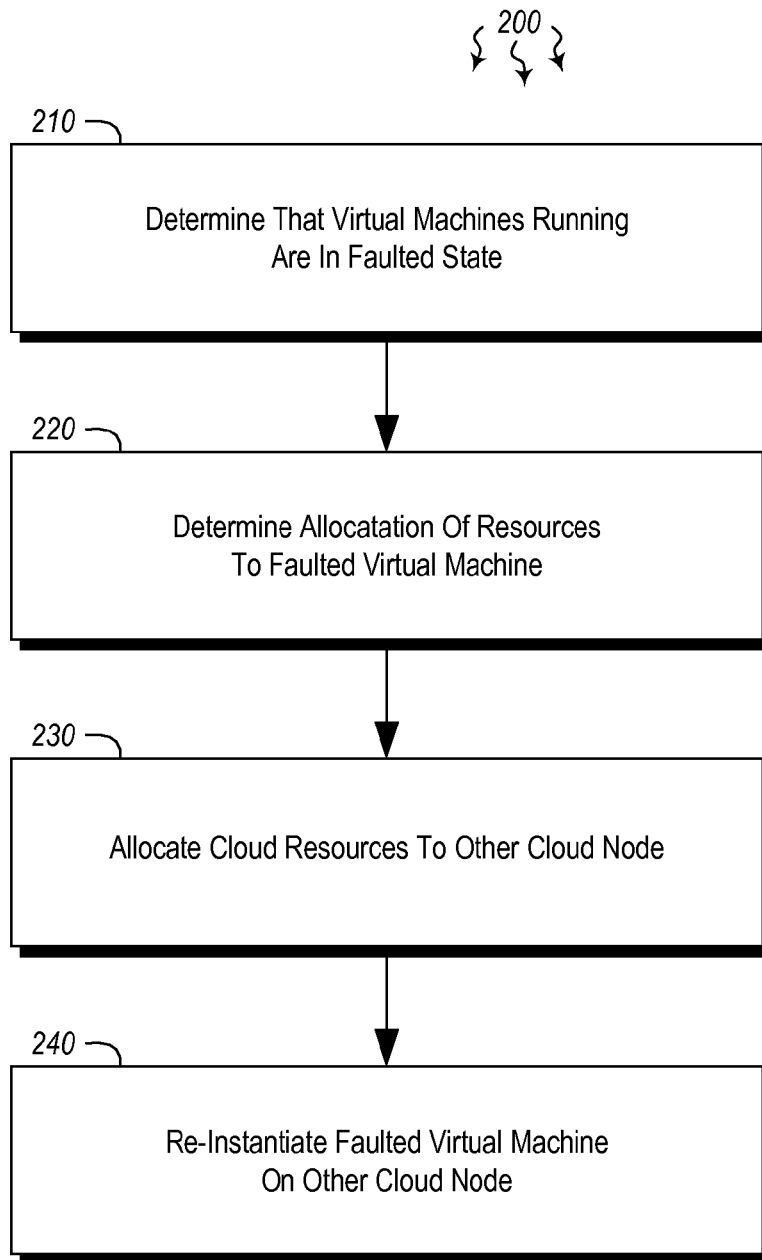 200
210
Determine That Virtual Machines Running
Are In Faulted State
220
Determine Allocatation Of Resources
To Faulted Virtual Machine
230
Allocate Cloud Resources To Other Cloud Node
240
Re-Instantiate Faulted Virtual Machine
On Other Cloud Node